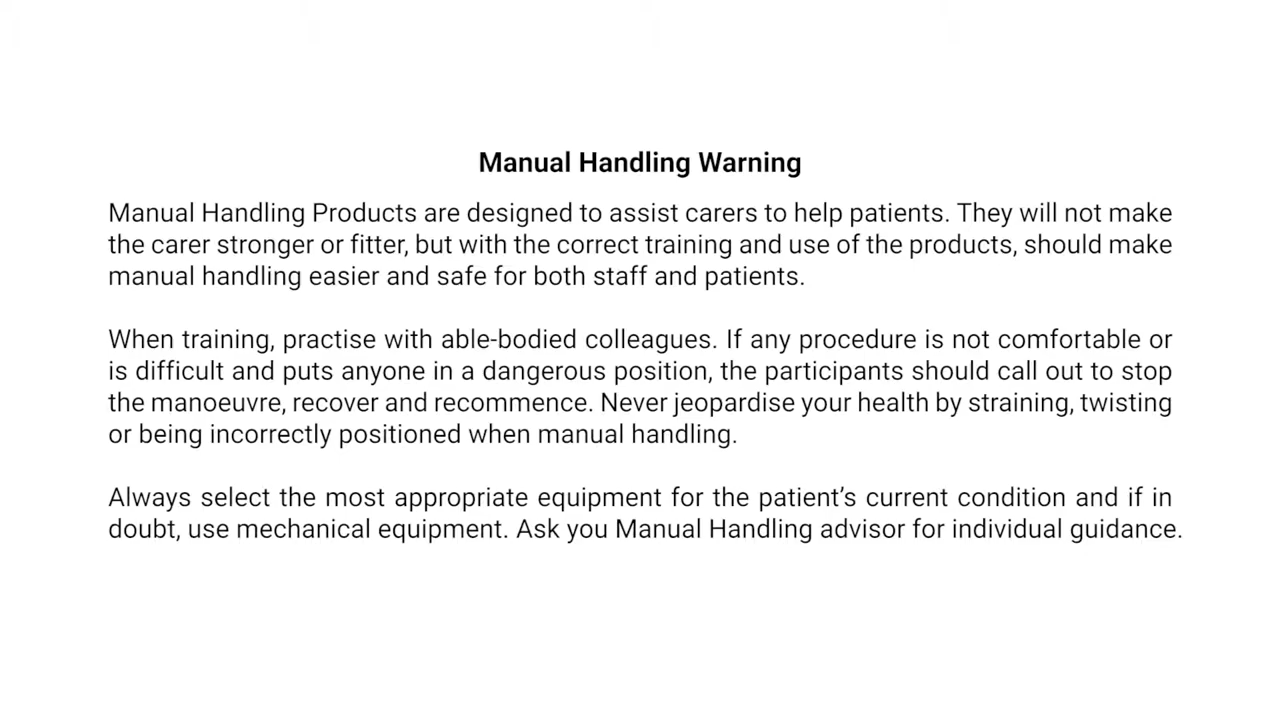 Manual Handling Warning
Manual Handling Products are designed to assist carers to help patients. They will not make
the carer stronger or fitter, but with the correct training and use of the products, should make
manual handling easier and safe for both staff and patients.
When training, practise with able-bodied colleagues. If any procedure is not comfortable or
is difficult and puts anyone in a dangerous position, the participants should call out to stop
the manoeuvre, recover and recommence. Never jeopardise your health by straining, twisting
or being incorrectly positioned when manual handling.
Always select the most appropriate equipment for the patient’s current condition and if in
doubt, use mechanical equipment. Ask you Manual Handling advisor for individual guidance.